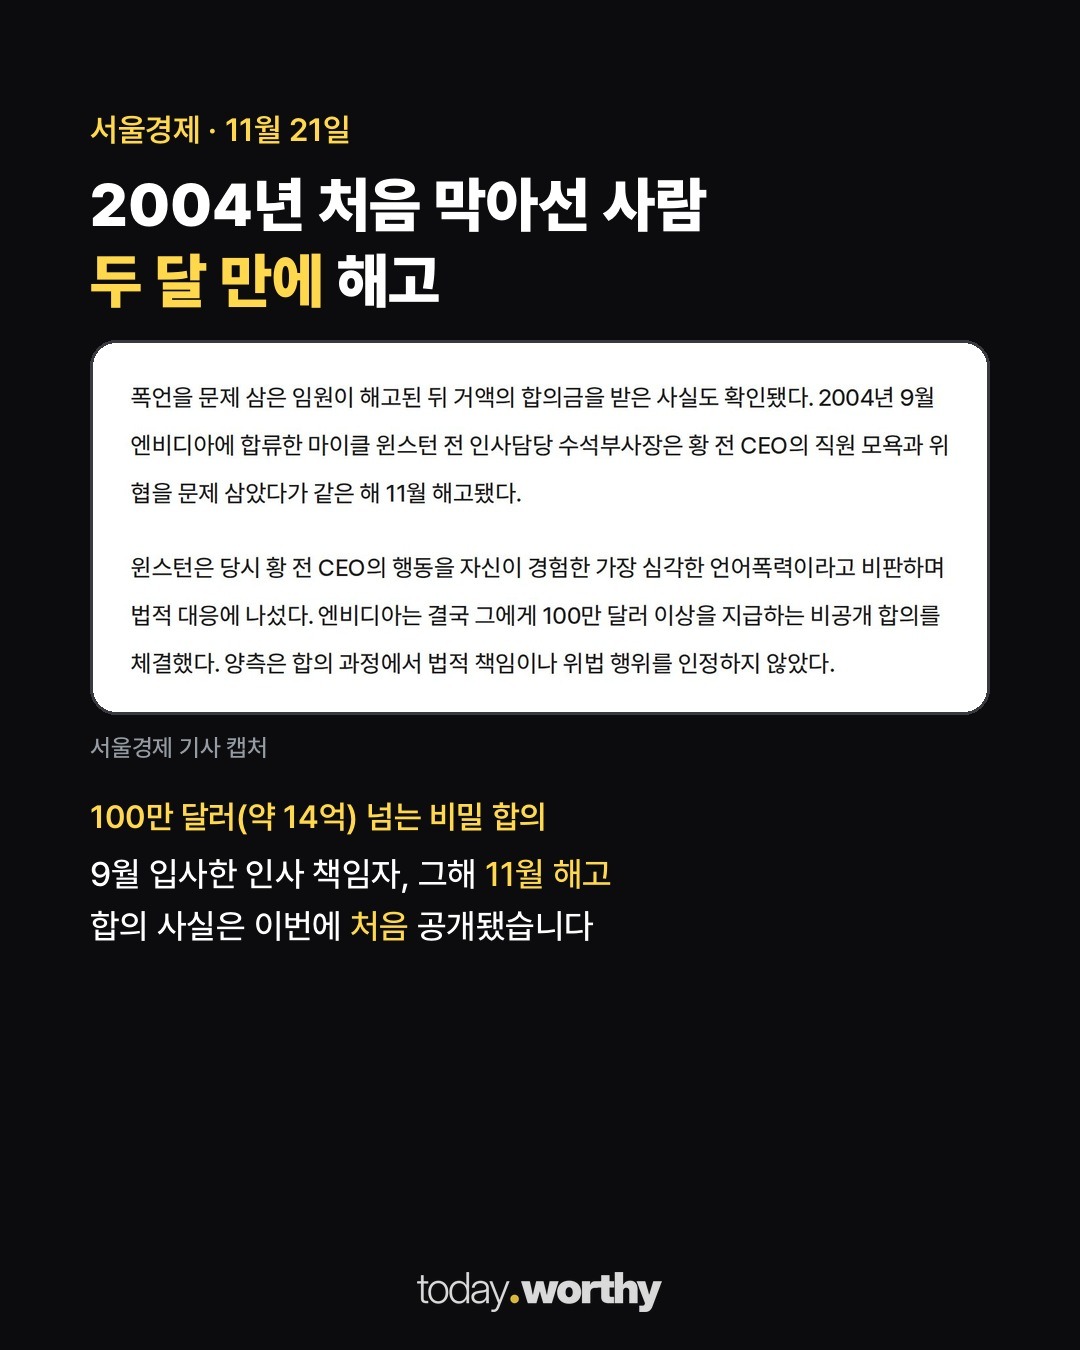 서울경제 · 11월 21일
2004년 처음 막아선 사람
두 달 만에 해고
폭언을 문제 삼은 임원이 해고된 뒤 거액의 합의금을 받은 사실도 확인됐다. 2004년 9월
엔비디아에 합류한 마이클 윈스턴 전 인사담당 수석부사장은 황 전 CEO의 직원 모욕과 위
협을 문제 삼았다가 같은 해 11월 해고됐다.
윈스턴은 당시 황 전 CEO의 행동을 자신이 경험한 가장 심각한 언어폭력이라고 비판하며
법적 대응에 나섰다. 엔비디아는 결국 그에게 100만 달러 이상을 지급하는 비공개 합의를
체결했다. 양측은 합의 과정에서 법적 책임이나 위법 행위를 인정하지 않았다.
서울경제 기사 캡처
100만 달러(약 14억) 넘는 비밀 합의
9월 입사한 인사 책임자, 그해 11월 해고
합의 사실은 이번에 처음 공개됐습니다
today.worthy